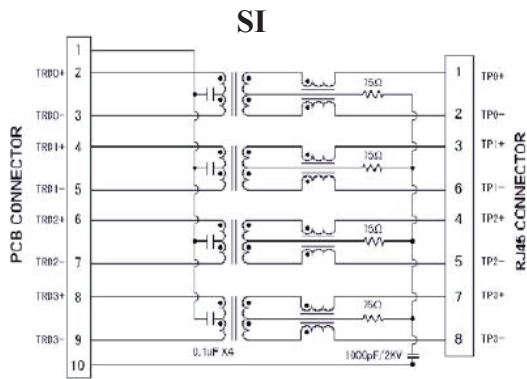 SI
PCB CONNECTOR
1
TRD0+ 2
TRD0- 3
TRD1+ 4
TRD1- 5
TRD2+ 6
TRD2- 7
TRD3+ 8
TRD3- 9
10
75Ω
75Ω
75Ω
75Ω
0.1uF X4
1000pF/2KV
1 TP0+
2 TP0-
3 TP1+
6 TP1-
4 TP2+
5 TP2-
7 TP3+
8 TP3-
RJ45 CONNECTOR